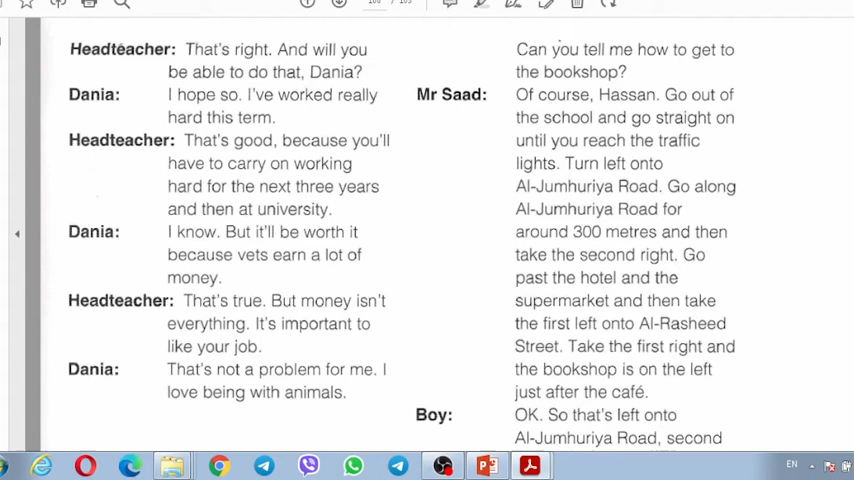 Headteacher: That's right. And will you
be able to do that, Dania?
Dania: I hope so. I've worked really
hard this term.
Headteacher: That's good, because you'll
have to carry on working
hard for the next three years
and then at university.
Dania: I know. But it'll be worth it
because vets earn a lot of
money.
Headteacher: That's true. But money isn't
everything. It's important to
like your job.
Dania: That's not a problem for me. I
love being with animals.
Can you tell me how to get to
the bookshop?
Mr Saad: Of course, Hassan. Go out of
the school and go straight on
until you reach the traffic
lights. Turn left onto
Al-Jumhuriya Road. Go along
Al-Jumhuriya Road for
around 300 metres and then
take the second right. Go
past the hotel and the
supermarket and then take
the first left onto Al-Rasheed
Street. Take the first right and
the bookshop is on the left
just after the café.
Boy: OK. So that's left onto
Al-Jumhuriya Road, second
EN